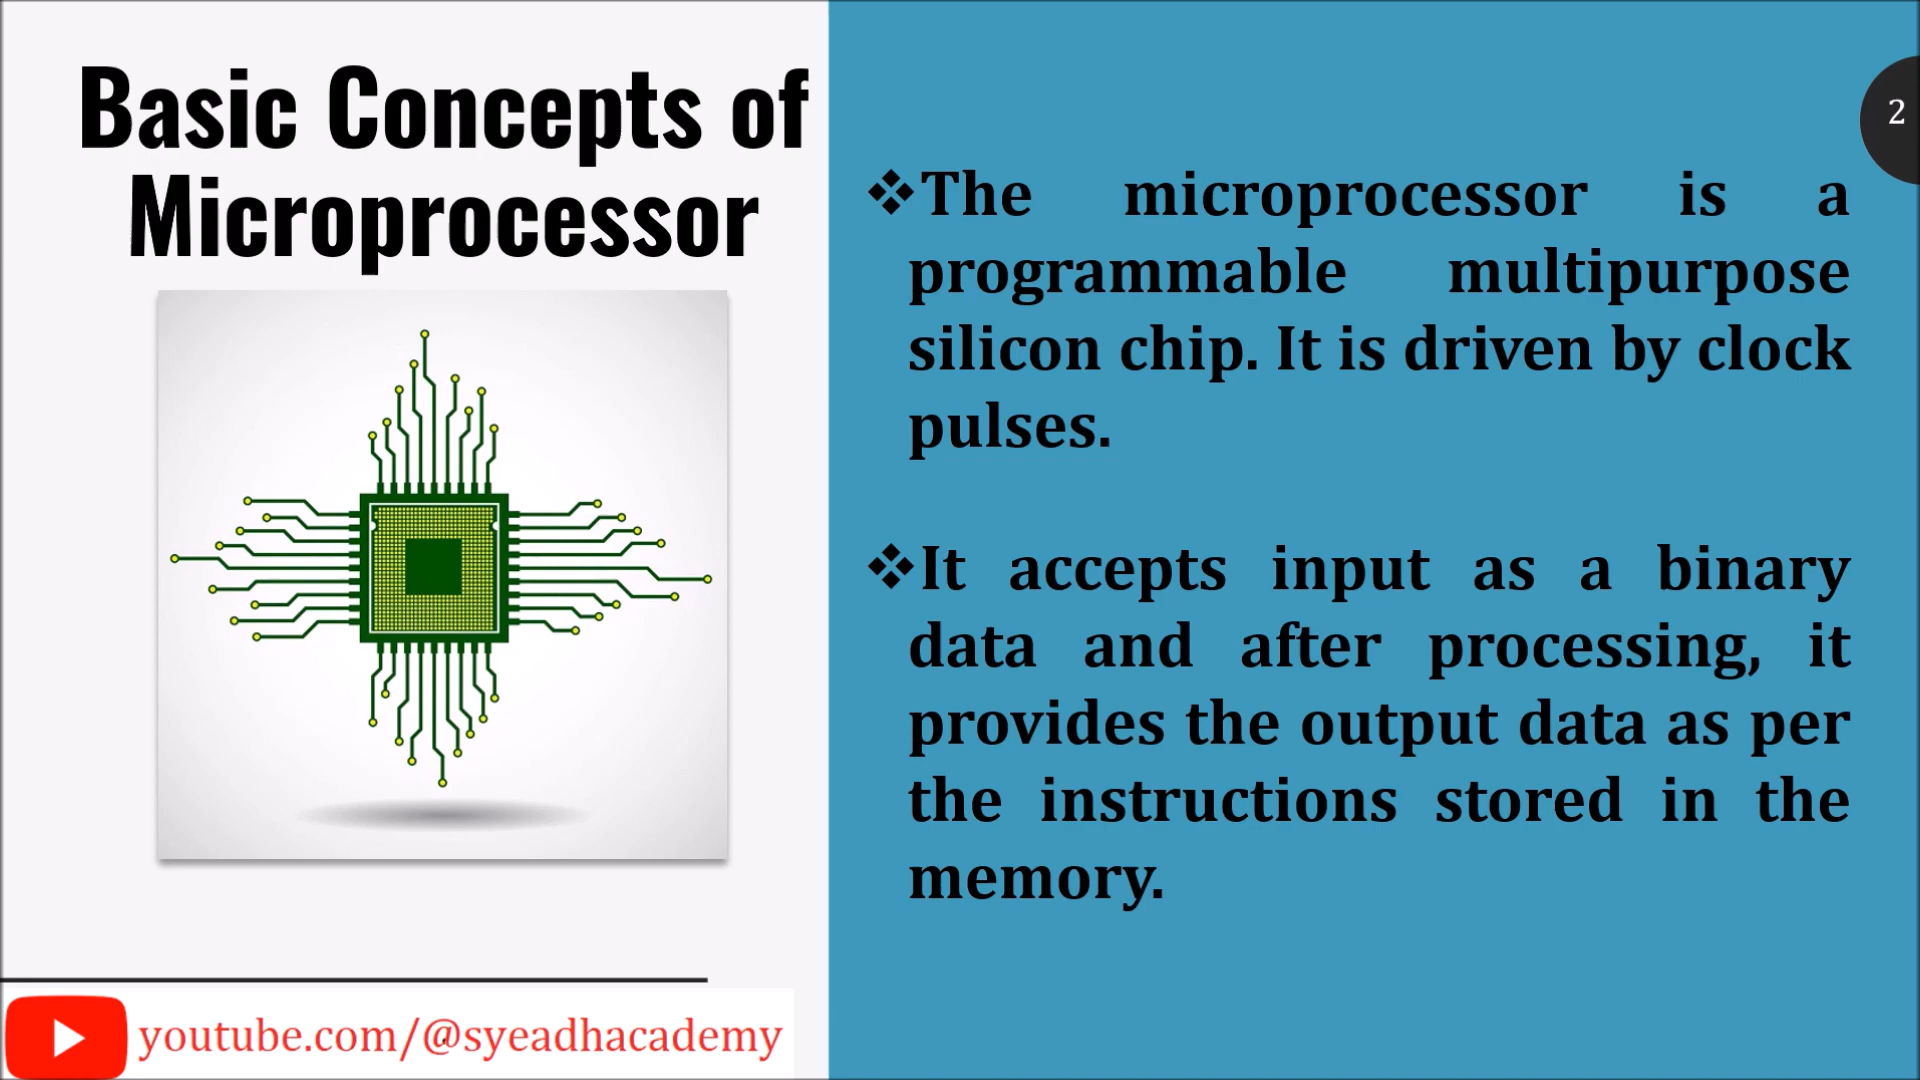 Basic Concepts of
Microprocessor
2
❖The microprocessor is a
programmable multipurpose
silicon chip. It is driven by clock
pulses.
❖It accepts input as a binary
data and after processing, it
provides the output data as per
the instructions stored in the
memory.
youtube.com/@syeadhacademy